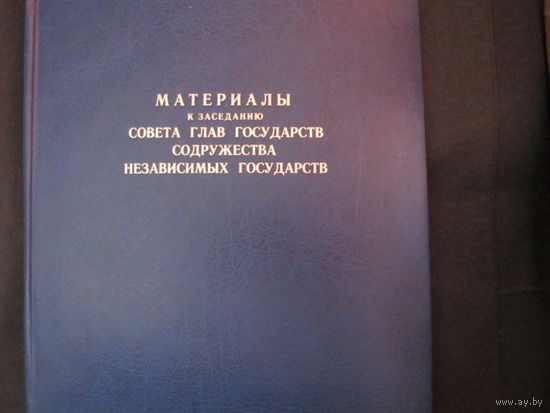 МАТЕРИАЛЫ
К ЗАСЕДАНИЮ
СОВЕТА ГЛАВ ГОСУДАРСТВ
СОДРУЖЕСТВА
НЕЗАВИСИМЫХ ГОСУДАРСТВ
www.ay.by